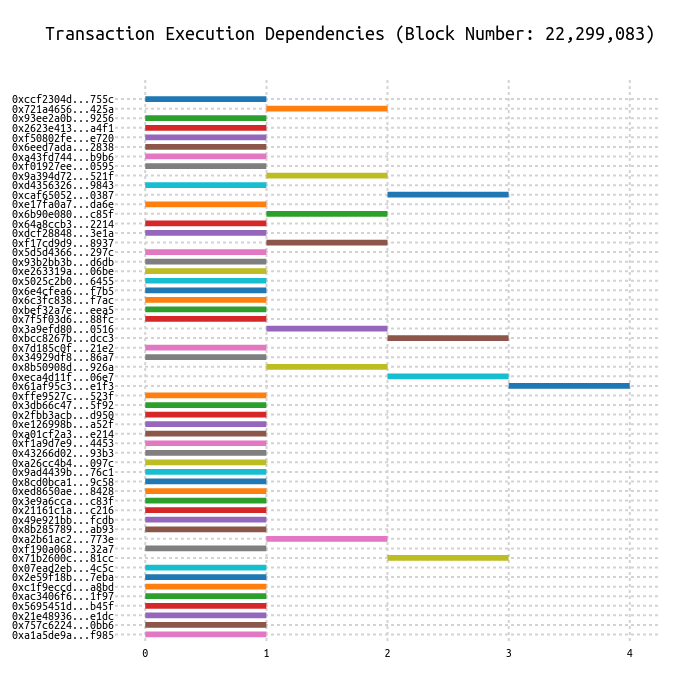 Transaction Execution Dependencies (Block Number: 22,299,083)
0xccf2304d...755c
0x721a4656...425a
0x93ee2a0b...9256
0x2623e413...a4f1
0xf50802fe...e720
0x6eed7ada...2838
0xa43fd744...b9b6
0xf01927ee...0595
0x9a394d72...521f
0xd4356326...9843
0xcaf65052...0387
0xe17fa0a7...da6e
0x6b90e080...c85f
0x64a8ccb3...2214
0xdcf28848...3e1a
0xf17cd9d9...8937
0x5d5d4366...297c
0x93b2bb3b...d6db
0xe263319a...06be
0x5025c2b0...6455
0x6e4cfea6...f7b5
0x6c3fc838...f7ac
0xbef32a7e...eea5
0x7f5f03d6...88fc
0x3a9efd80...0516
0xbcc8267b...dcc3
0x7d185c0f...21e2
0x34929df8...86a7
0x8b50908d...926a
0xeca4d11f...06e7
0x61af95c3...e1f3
0xffe9527c...523f
0x3db66c47...5f92
0x2fbb3acb...d950
0xe126998b...a52f
0xa01cf2a3...e214
0xf1a9d7e9...4453
0x43266d02...93b3
0xa26cc4b4...097c
0x9ad4439b...76c1
0x8cd0bca1...9c58
0xed8650ae...8428
0x3e9a6cca...c83f
0x21161c1a...c216
0x49e921bb...fcdb
0x8b285789...ab93
0xa2b61ac2...773e
0xf190a068...32a7
0x71b2600c...81cc
0x07ead2eb...4c5c
0x2e59f18b...7eba
0xc1f9eccd...a8bd
0xac3406f6...1f97
0x5695451d...b45f
0x21e48936...e1dc
0x757c6224...0bb6
0xa1a5de9a...f985
0 1 2 3 4